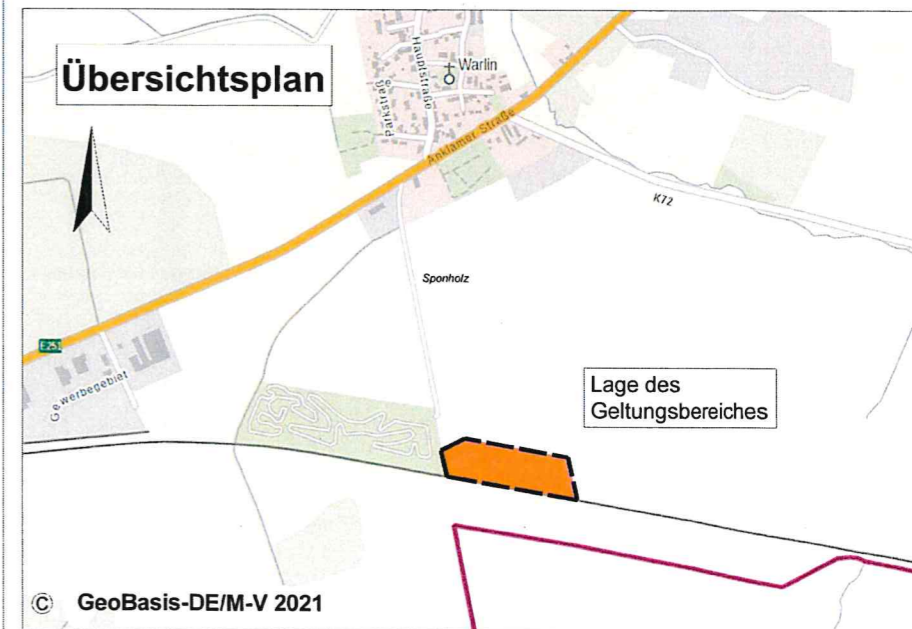 Übersichtsplan
Warlin
Hauptstraße
Parkstraße
Anklamer Straße
K72
Sponholz
E251
Gewerbegebiet
Lage des
Geltungsbereiches
© GeoBasis-DE/M-V 2021